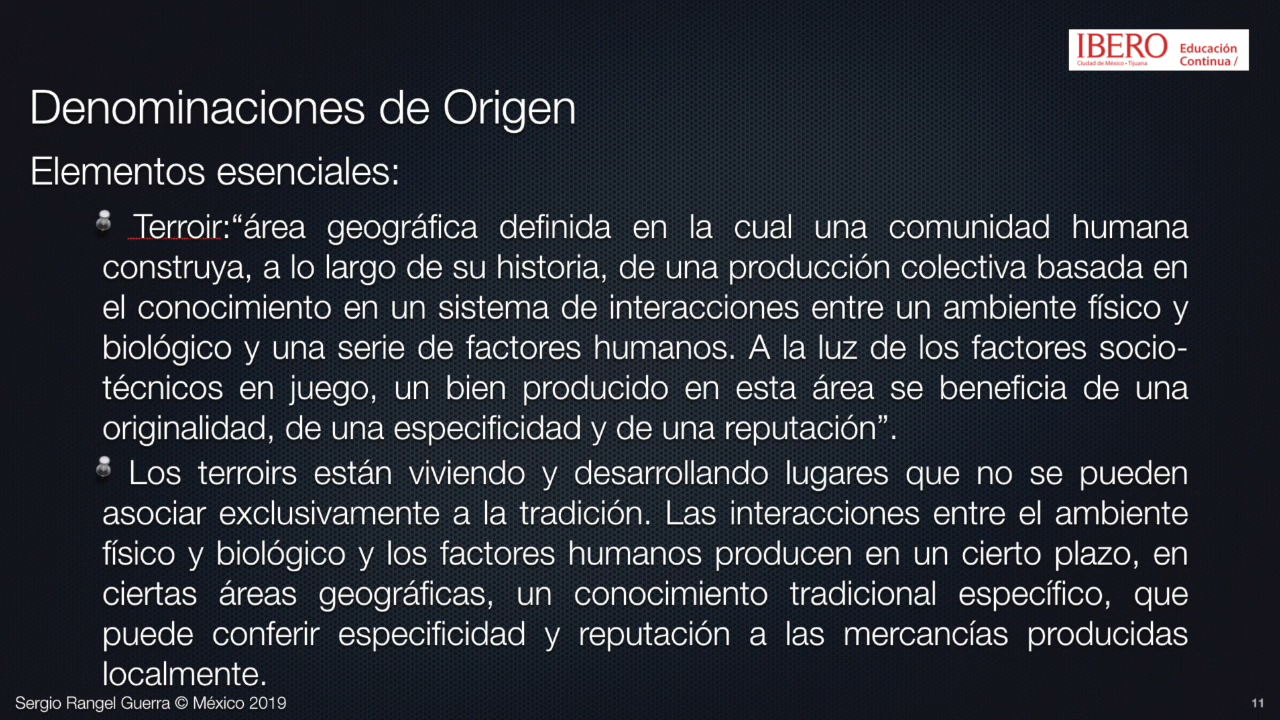 IBERO
Ciudad de México • Tijuana
Educación
Continua /
Denominaciones de Origen
Elementos esenciales:
Terroir:“área geográfica definida en la cual una comunidad humana
construya, a lo largo de su historia, de una producción colectiva basada en
el conocimiento en un sistema de interacciones entre un ambiente físico y
biológico y una serie de factores humanos. A la luz de los factores socio-
técnicos en juego, un bien producido en esta área se beneficia de una
originalidad, de una especificidad y de una reputación”.
Los terroirs están viviendo y desarrollando lugares que no se pueden
asociar exclusivamente a la tradición. Las interacciones entre el ambiente
físico y biológico y los factores humanos producen en un cierto plazo, en
ciertas áreas geográficas, un conocimiento tradicional específico, que
puede conferir especificidad y reputación a las mercancías producidas
localmente.
Sergio Rangel Guerra © México 2019
11